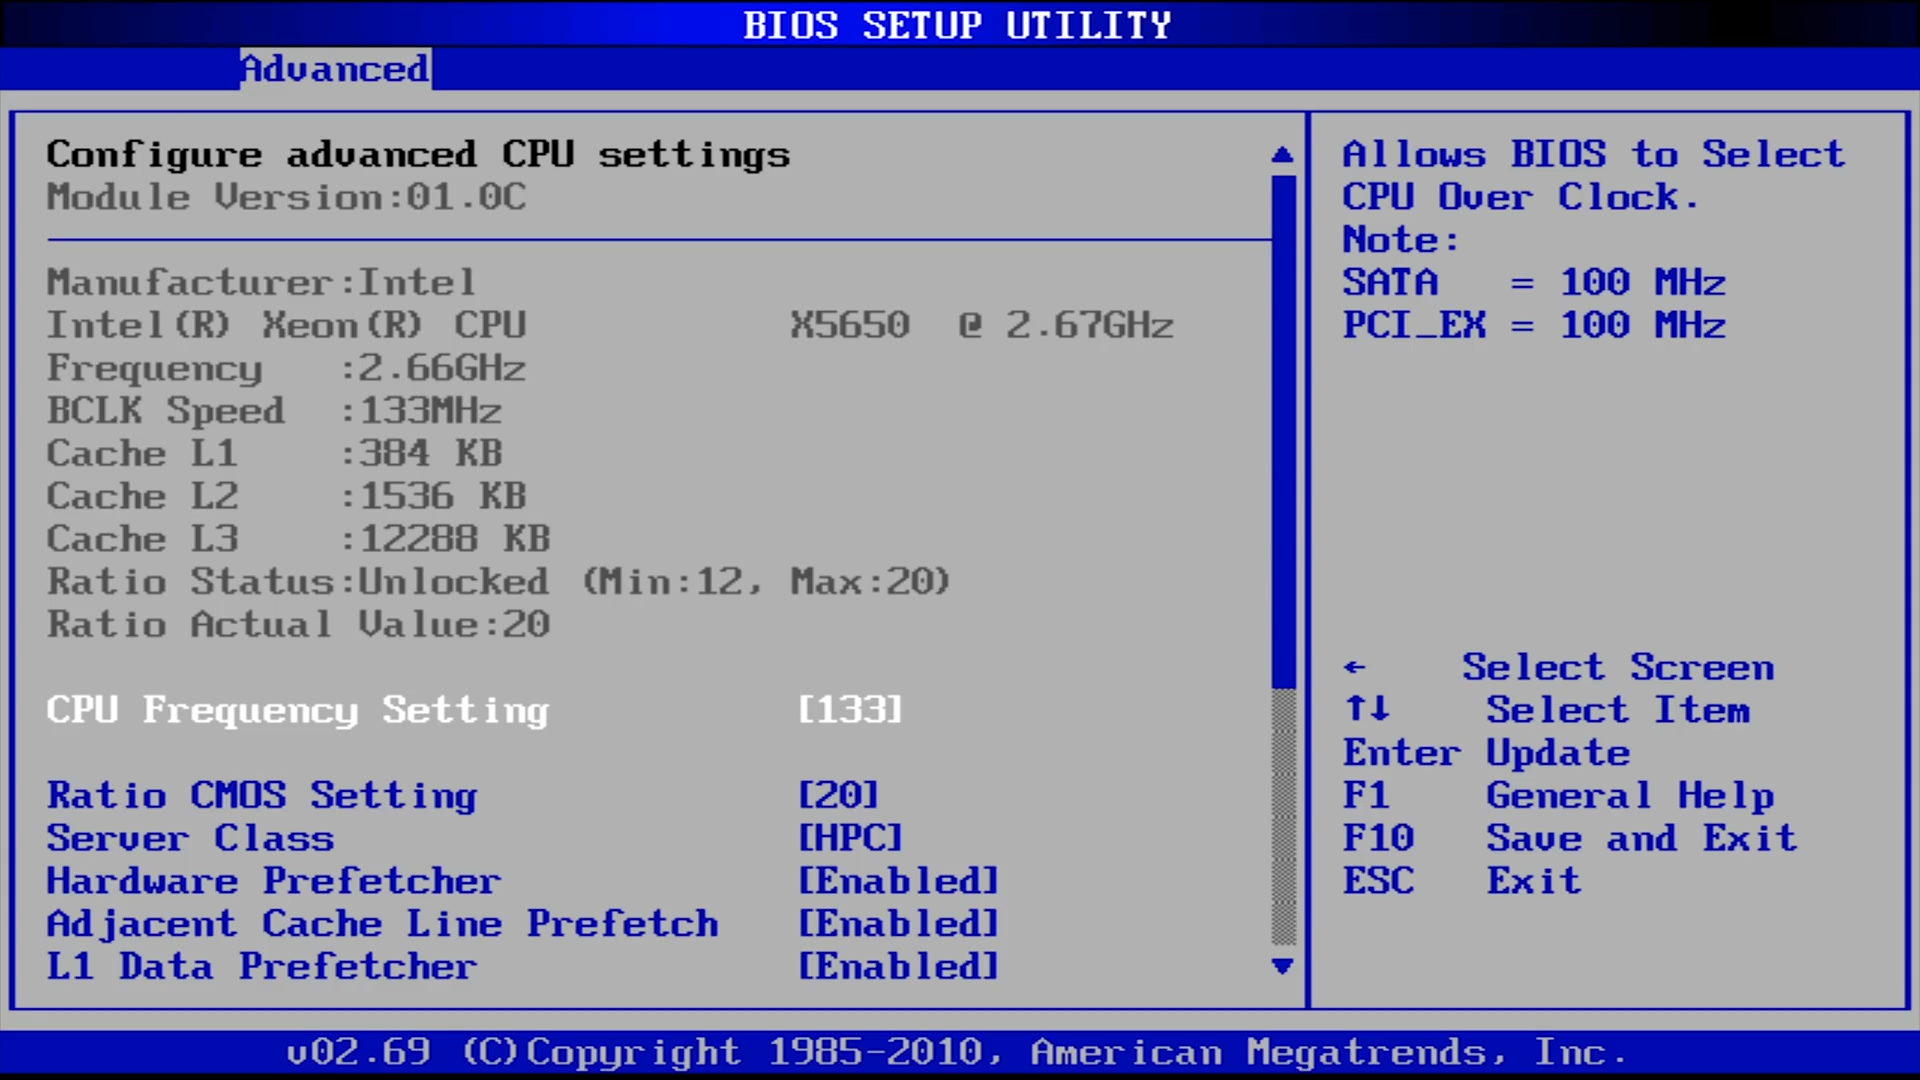 BIOS SETUP UTILITY
Advanced
Configure advanced CPU settings
Module Version:01.0C
Manufacturer:Intel
Intel(R) Xeon(R) CPU X5650 @ 2.67GHz
Frequency :2.66GHz
BCLK Speed :133MHz
Cache L1 :384 KB
Cache L2 :1536 KB
Cache L3 :12288 KB
Ratio Status:Unlocked (Min:12, Max:20)
Ratio Actual Value:20
CPU Frequency Setting [133]
Ratio CMOS Setting [20]
Server Class [HPC]
Hardware Prefetcher [Enabled]
Adjacent Cache Line Prefetch [Enabled]
L1 Data Prefetcher [Enabled]
Allows BIOS to Select
CPU Over Clock.
Note:
SATA = 100 MHz
PCI_EX = 100 MHz
← Select Screen
↑↓ Select Item
Enter Update
F1 General Help
F10 Save and Exit
ESC Exit
v02.69 (C)Copyright 1985-2010, American Megatrends, Inc.